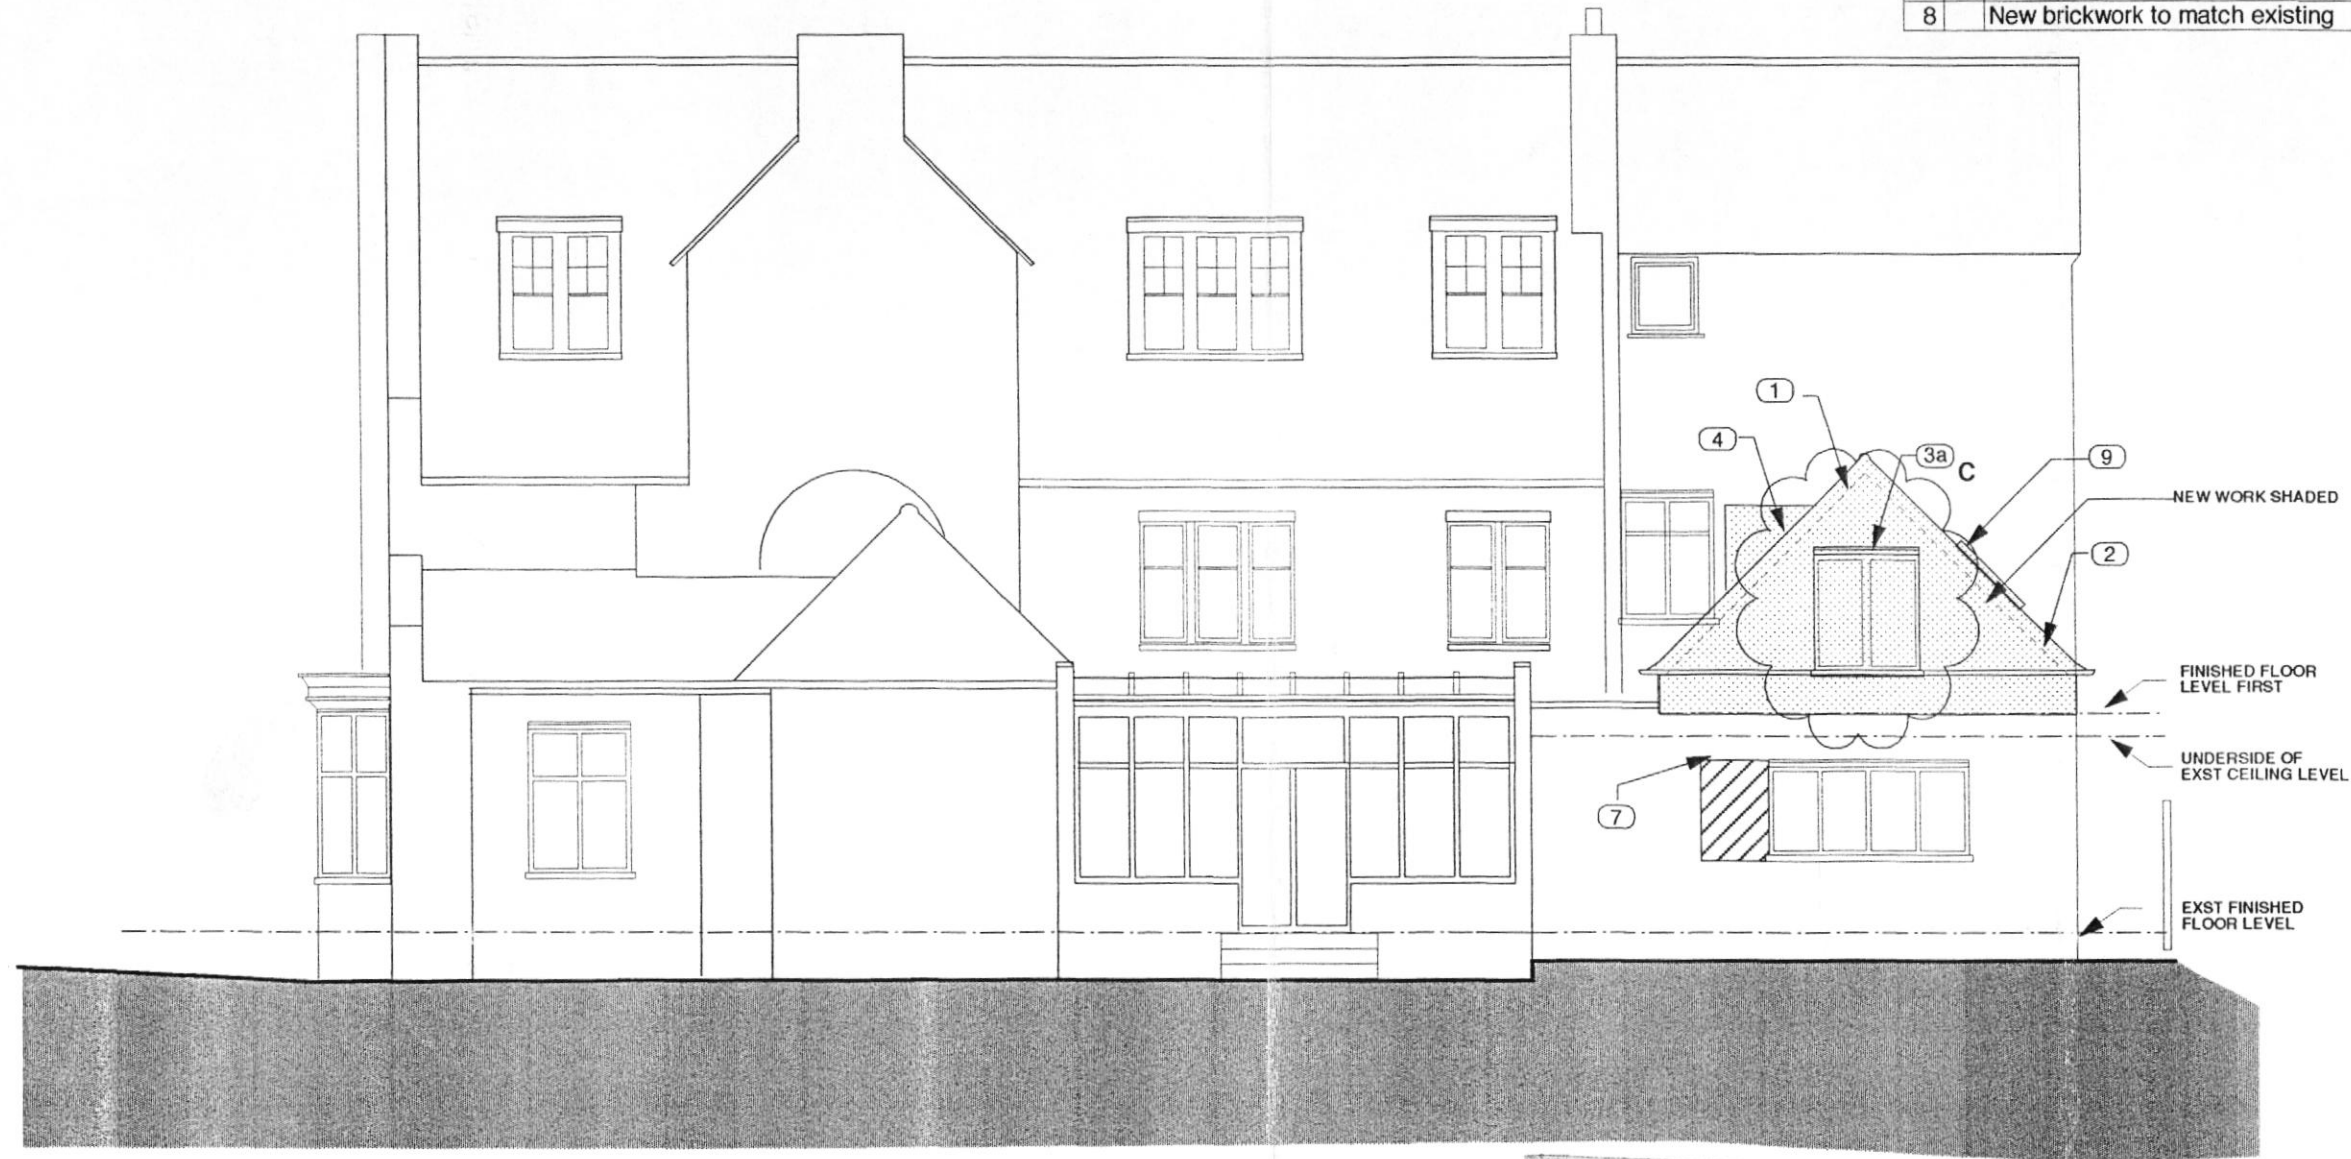 8 New brickwork to match existing
1
4
3a C
9
NEW WORK SHADED
2
FINISHED FLOOR
LEVEL FIRST
UNDERSIDE OF
EXST CEILING LEVEL
7
EXST FINISHED
FLOOR LEVEL